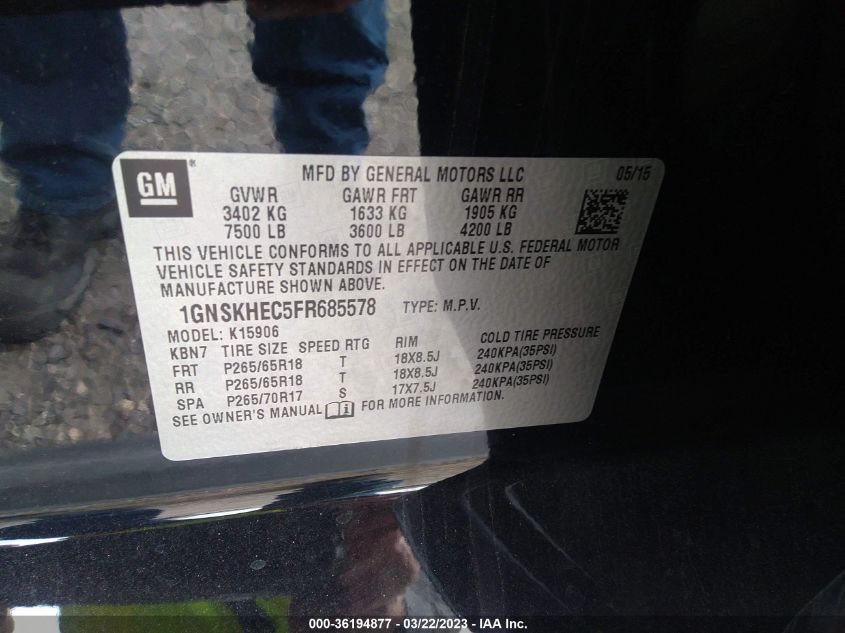 GM ® MFD BY GENERAL MOTORS LLC 05/15
GVWR GAWR FRT GAWR RR
3402 KG 1633 KG 1905 KG
7500 LB 3600 LB 4200 LB
THIS VEHICLE CONFORMS TO ALL APPLICABLE U.S. FEDERAL MOTOR
VEHICLE SAFETY STANDARDS IN EFFECT ON THE DATE OF
MANUFACTURE SHOWN ABOVE.
1GNSKHEC5FR685578 TYPE: M.P.V.
MODEL: K15906
KBN7 TIRE SIZE SPEED RTG RIM COLD TIRE PRESSURE
FRT P265/65R18 T 18X8.5J 240KPA(35PSI)
RR P265/65R18 T 18X8.5J 240KPA(35PSI)
SPA P265/70R17 S 17X7.5J 240KPA(35PSI)
SEE OWNER'S MANUAL i FOR MORE INFORMATION.
000-36194877 — 03/22/2023 — IAA Inc.